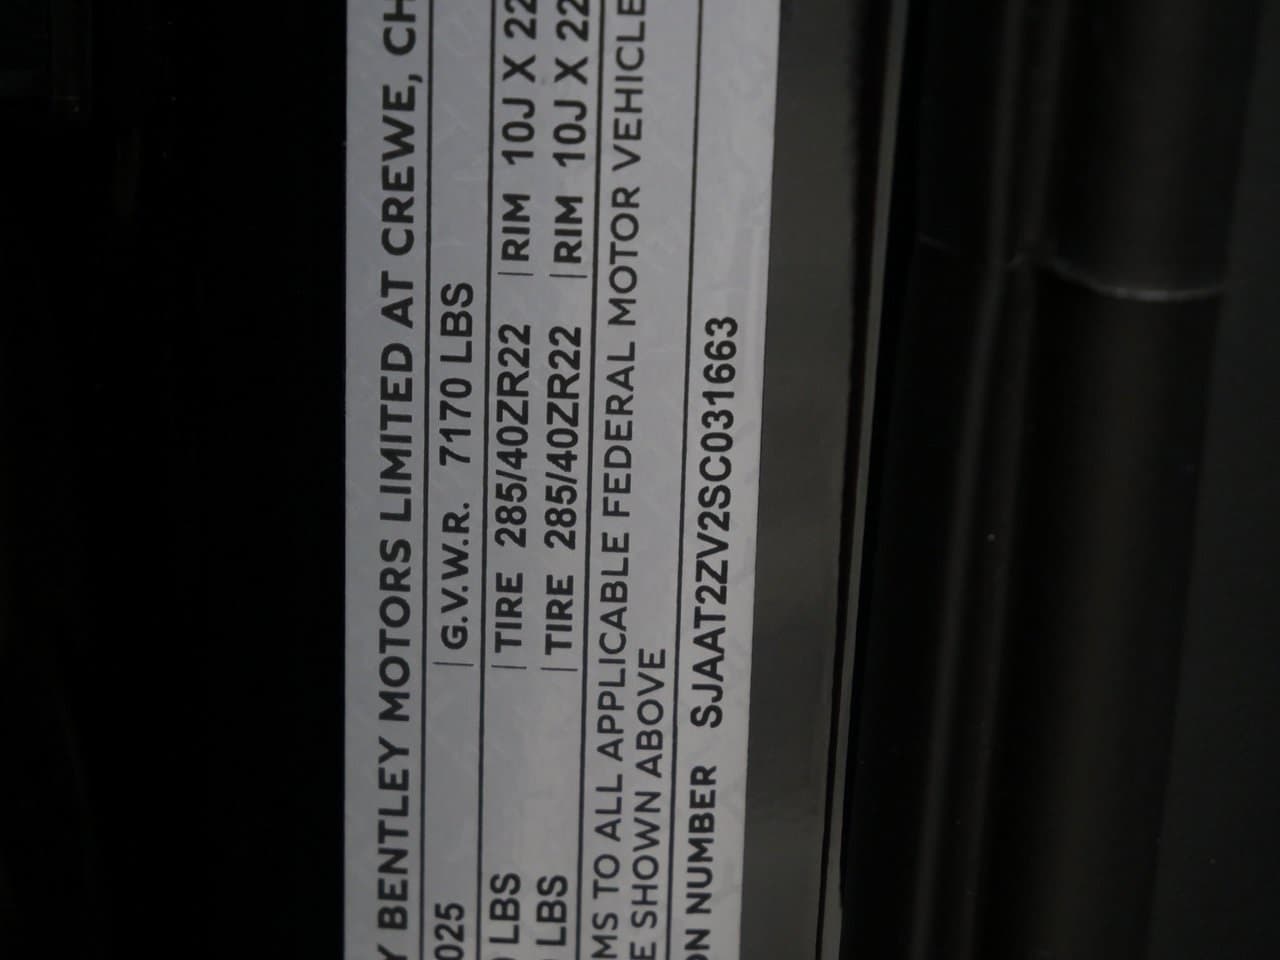 Y BENTLEY MOTORS LIMITED AT CREWE, CH
025 | G.V.W.R. 7170 LBS
LBS | TIRE 285/40ZR22 | RIM 10J X 22
LBS | TIRE 285/40ZR22 | RIM 10J X 22
MS TO ALL APPLICABLE FEDERAL MOTOR VEHICLE
E SHOWN ABOVE
ON NUMBER SJAAT2ZV2SC031663